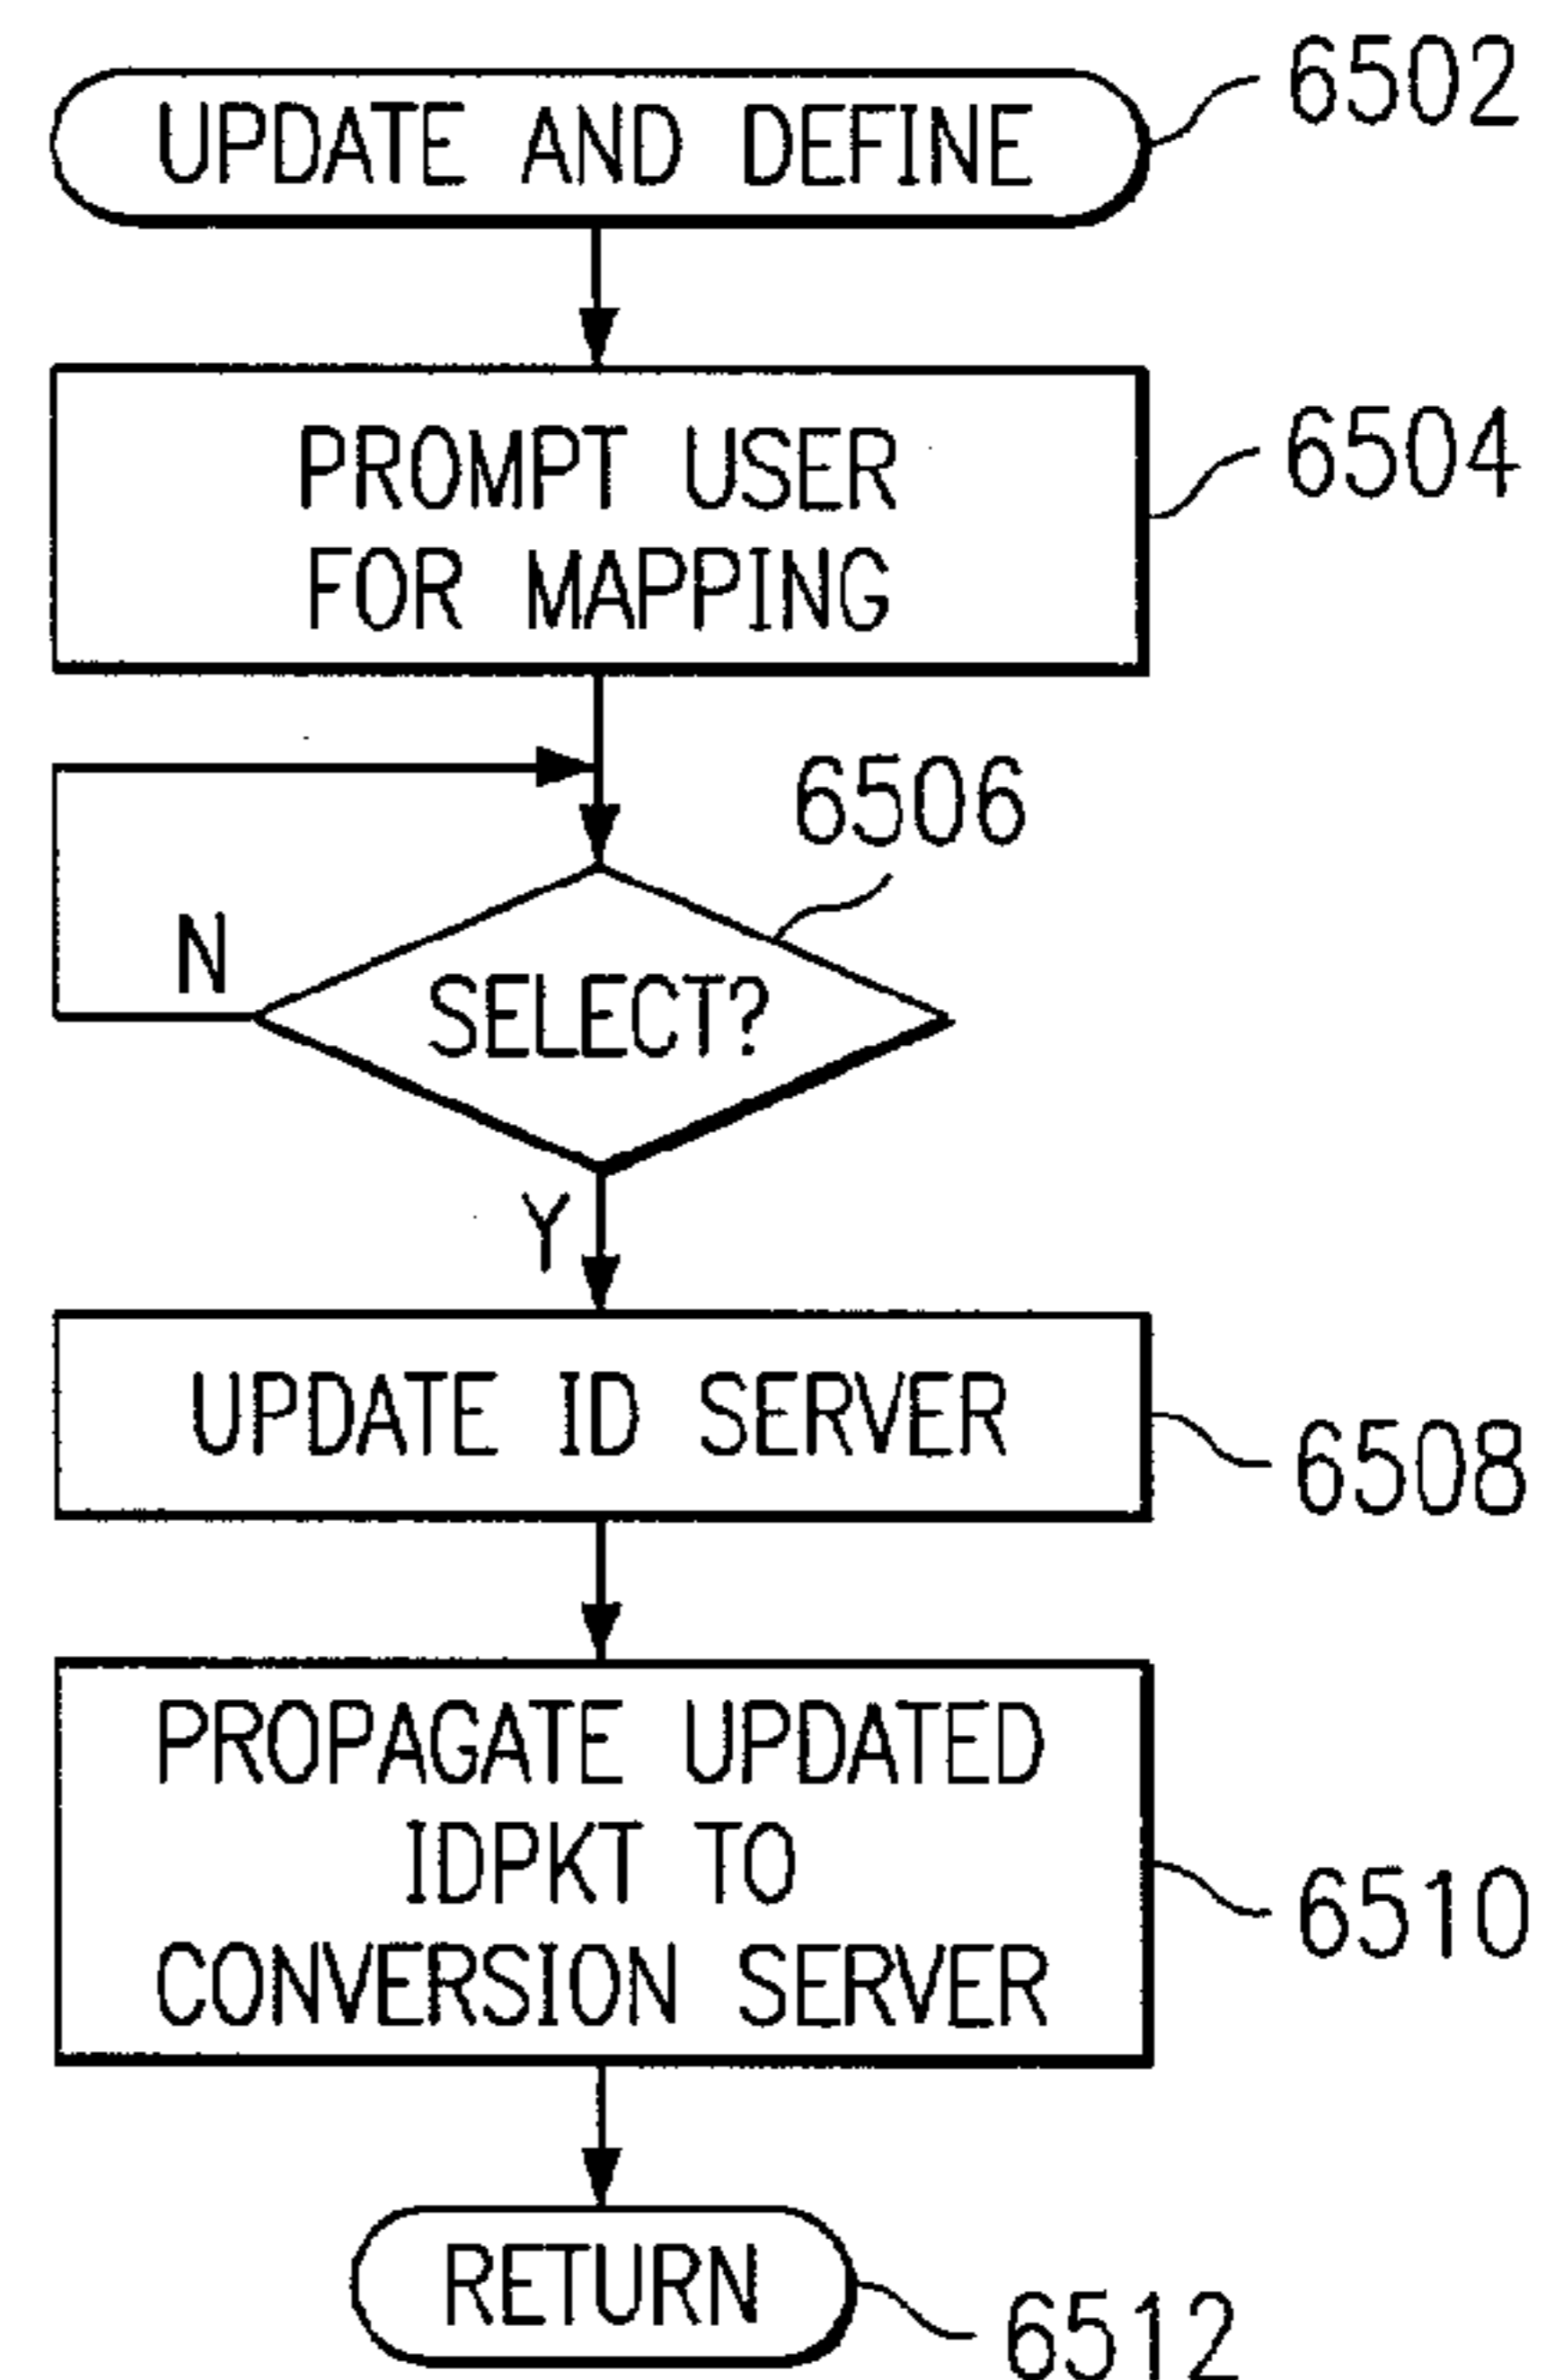 UPDATE AND DEFINE
6502
PROMPT USER
FOR MAPPING
6504
6506
SELECT?
N
Y
UPDATE ID SERVER
6508
PROPAGATE UPDATED
IDPKT TO
CONVERSION SERVER
6510
RETURN
6512